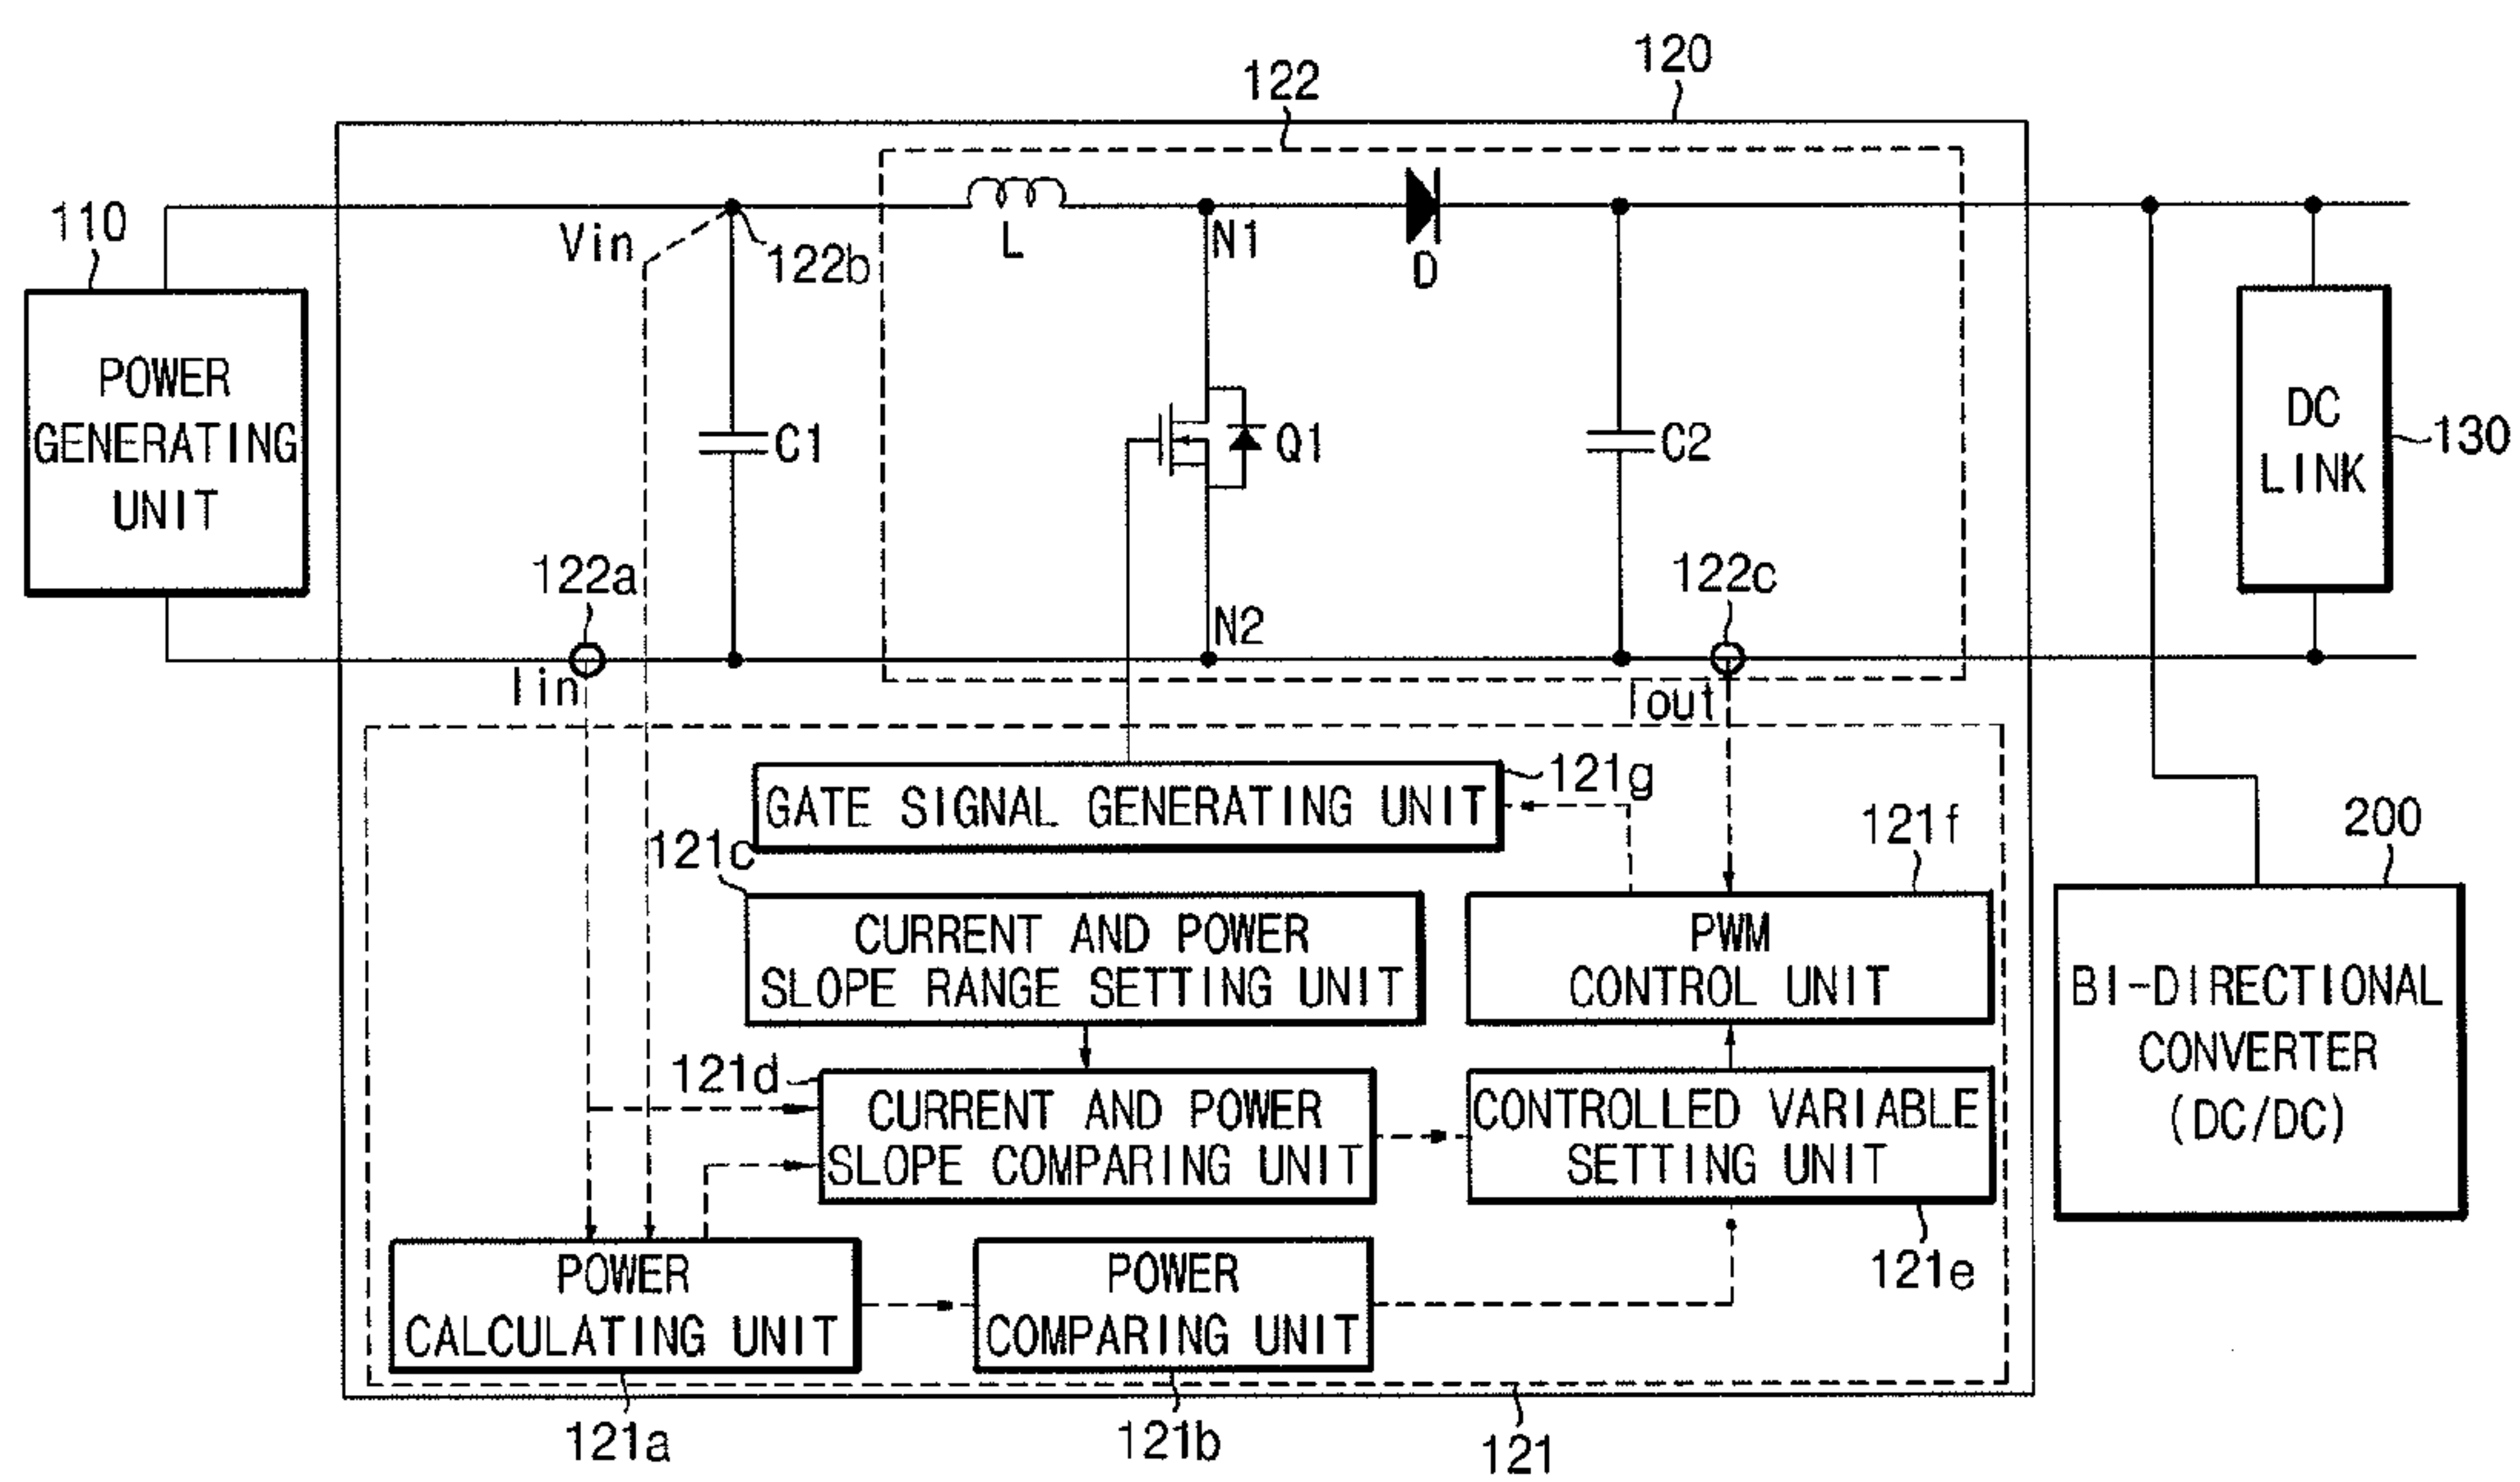 120
122
110
Vin
122b
L
N1
D
POWER
GENERATING
UNIT
C1
Q1
C2
DC
LINK
130
122a
N2
122c
Iin
Iout
GATE SIGNAL GENERATING UNIT
121g
121c
121f
200
CURRENT AND POWER
SLOPE RANGE SETTING UNIT
PWM
CONTROL UNIT
BI-DIRECTIONAL
CONVERTER
(DC/DC)
121d
CURRENT AND POWER
SLOPE COMPARING UNIT
CONTROLLED VARIABLE
SETTING UNIT
121e
POWER
CALCULATING UNIT
POWER
COMPARING UNIT
121a
121b
121